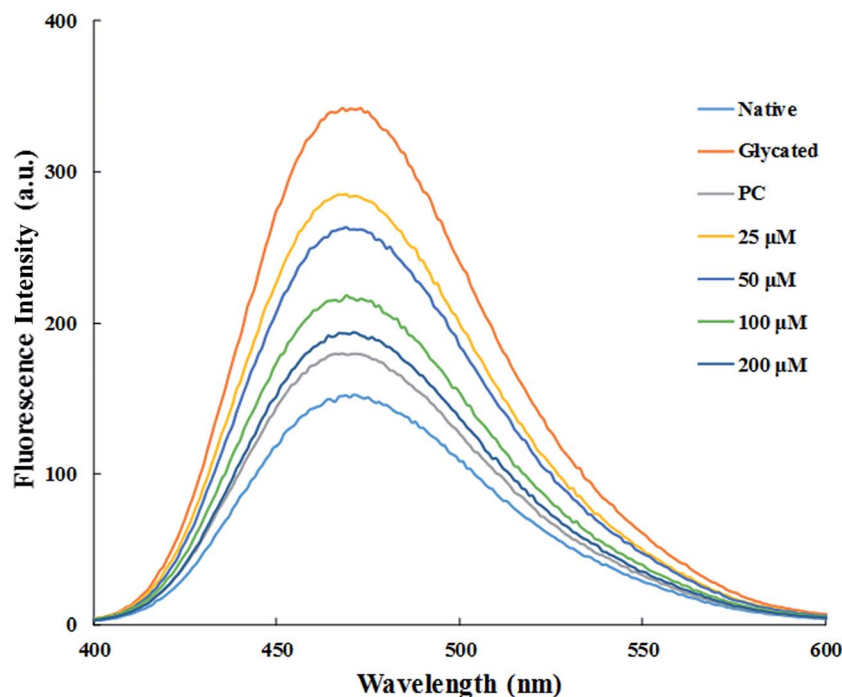 400
300
200
100
0
Fluorescence Intensity (a.u.)
Native
Glycated
PC
25 μM
50 μM
100 μM
200 μM
400 450 500 550 600
Wavelength (nm)